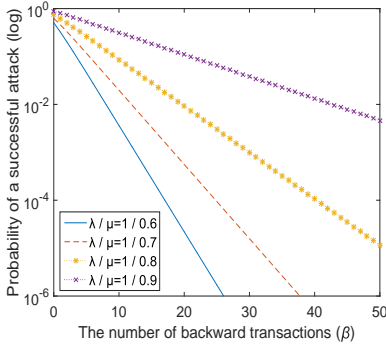 Probability of a successful attack (log)
10^0
10^-2
10^-4
10^-6
λ / μ=1 / 0.6
λ / μ=1 / 0.7
λ / μ=1 / 0.8
λ / μ=1 / 0.9
0 10 20 30 40 50
The number of backward transactions (β)